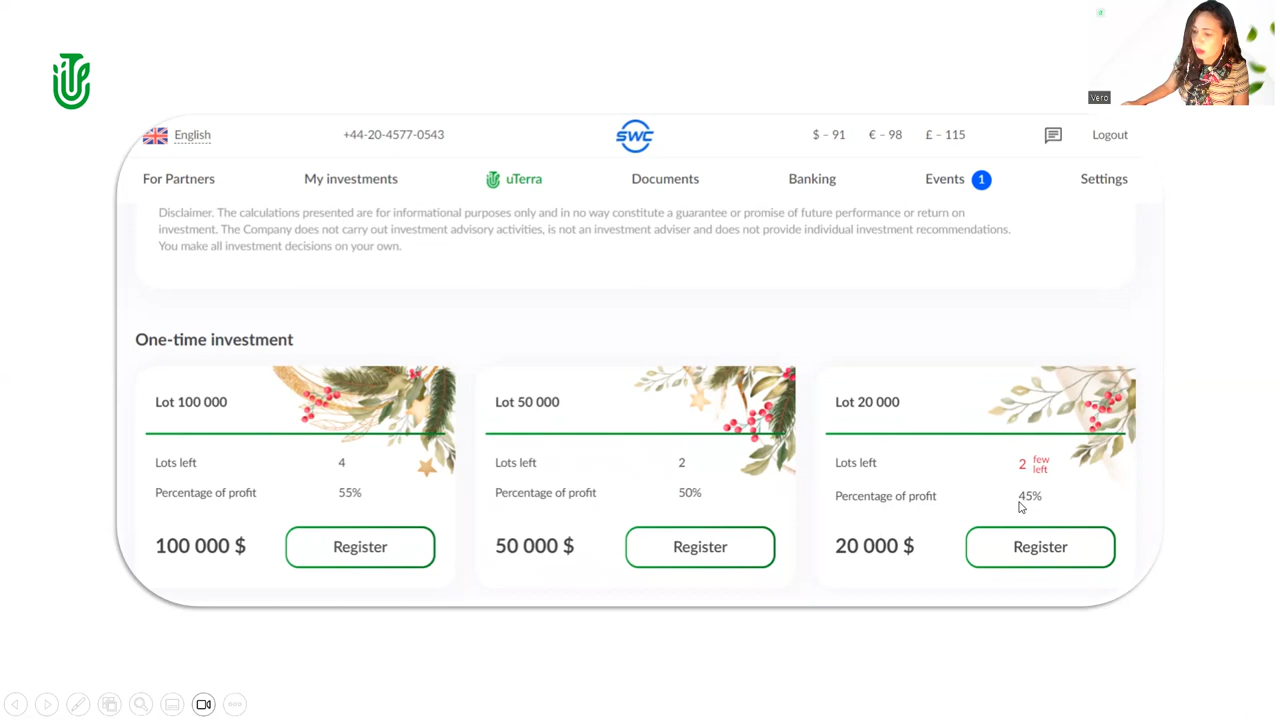 Vero
English
+44-20-4577-0543
SWC
$ – 91 € – 98 £ – 115
Logout
For Partners
My investments
uTerra
Documents
Banking
Events 1
Settings
Disclaimer. The calculations presented are for informational purposes only and in no way constitute a guarantee or promise of future performance or return on
investment. The Company does not carry out investment advisory activities, is not an investment adviser and does not provide individual investment recommendations.
You make all investment decisions on your own.
One-time investment
Lot 100 000
Lots left 4
Percentage of profit 55%
100 000 $ Register
Lot 50 000
Lots left 2
Percentage of profit 50%
50 000 $ Register
Lot 20 000
Lots left 2 few
left
Percentage of profit 45%
20 000 $ Register